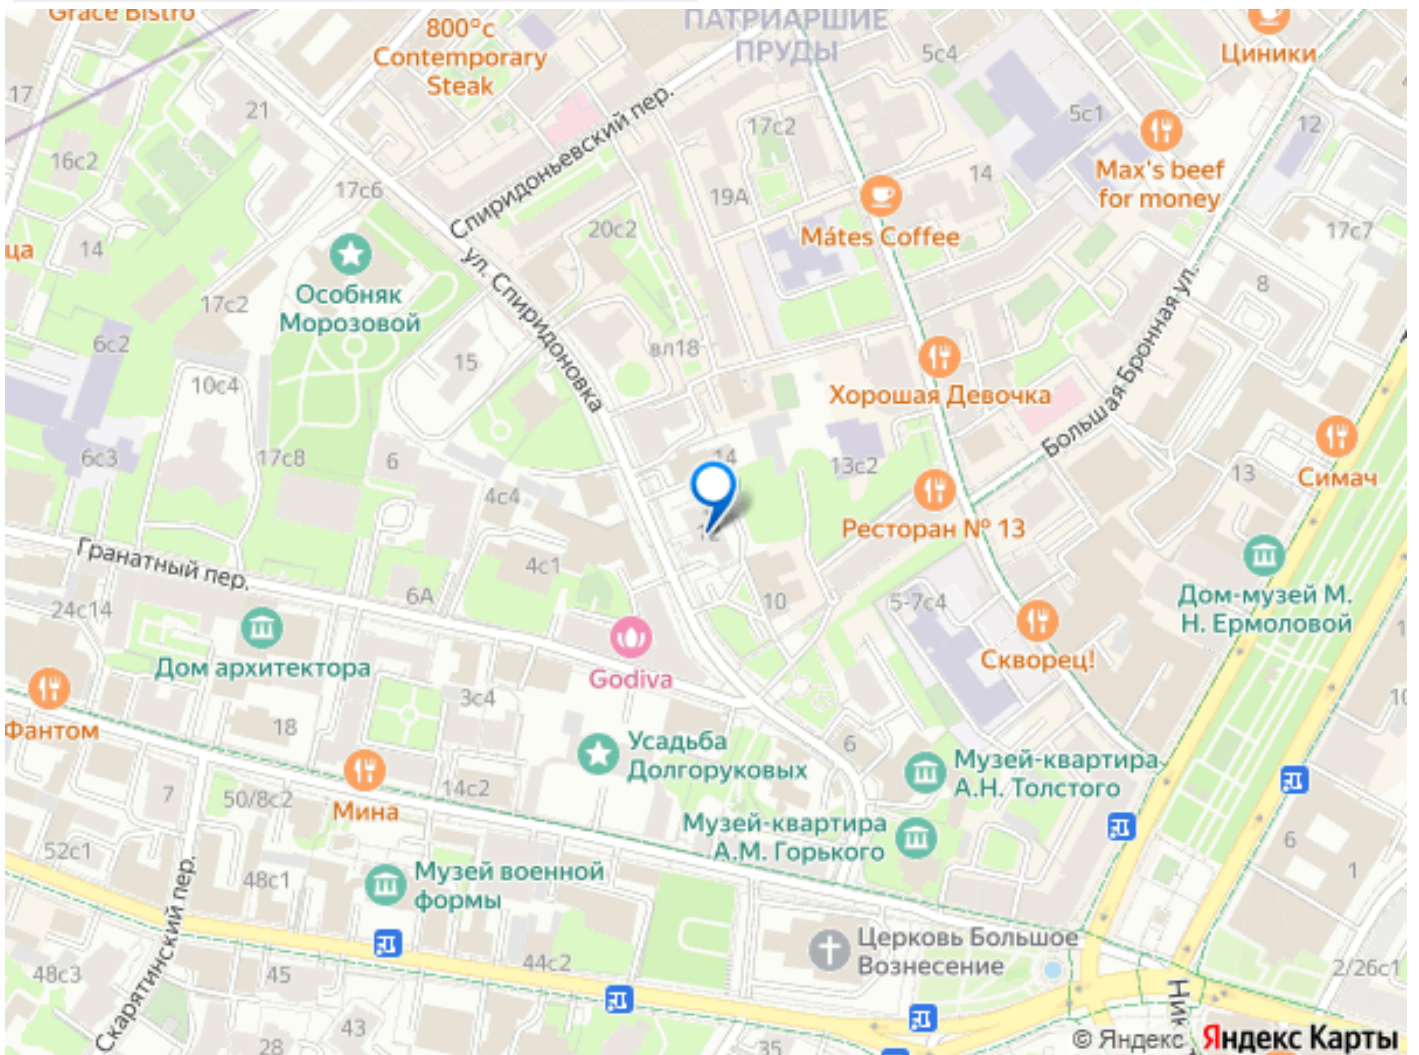 Grace Bistro
800°c
Contemporary
Steak
ПАТРИАРШИЕ
ПРУДЫ
5с4
Циники
17
21
Спиридоньевский пер.
17с2
5с1
12
Max's beef
for money
16с2
17с6
19А
14
Mátes Coffee
20с2
17с7
ца
14
Особняк
Морозовой
17с2
ул. Спиридоновка
8
Большая Бронная ул.
6с2
15
вл18
10с4
Хорошая Девочка
6с3
17с8
6
14
13с2
13
Симач
4с4
Ресторан № 13
12
Гранатный пер.
4с1
24с14
6А
10
5-7с4
Дом-музей М.
Н. Ермоловой
Дом архитектора
Godiva
Скворец!
3с4
Фантом
18
Усадьба
Долгоруковых
6
Музей-квартира
А.Н. Толстого
7
50/8с2
Мина
14с2
Музей-квартира
А.М. Горького
6
1
52с1
48с1
Музей военной
формы
Скарятинский пер.
Церковь Большое
Вознесение
48с3
45
44с2
2/26с1
Ник
43
28
35
© Яндекс Яндекс Карты